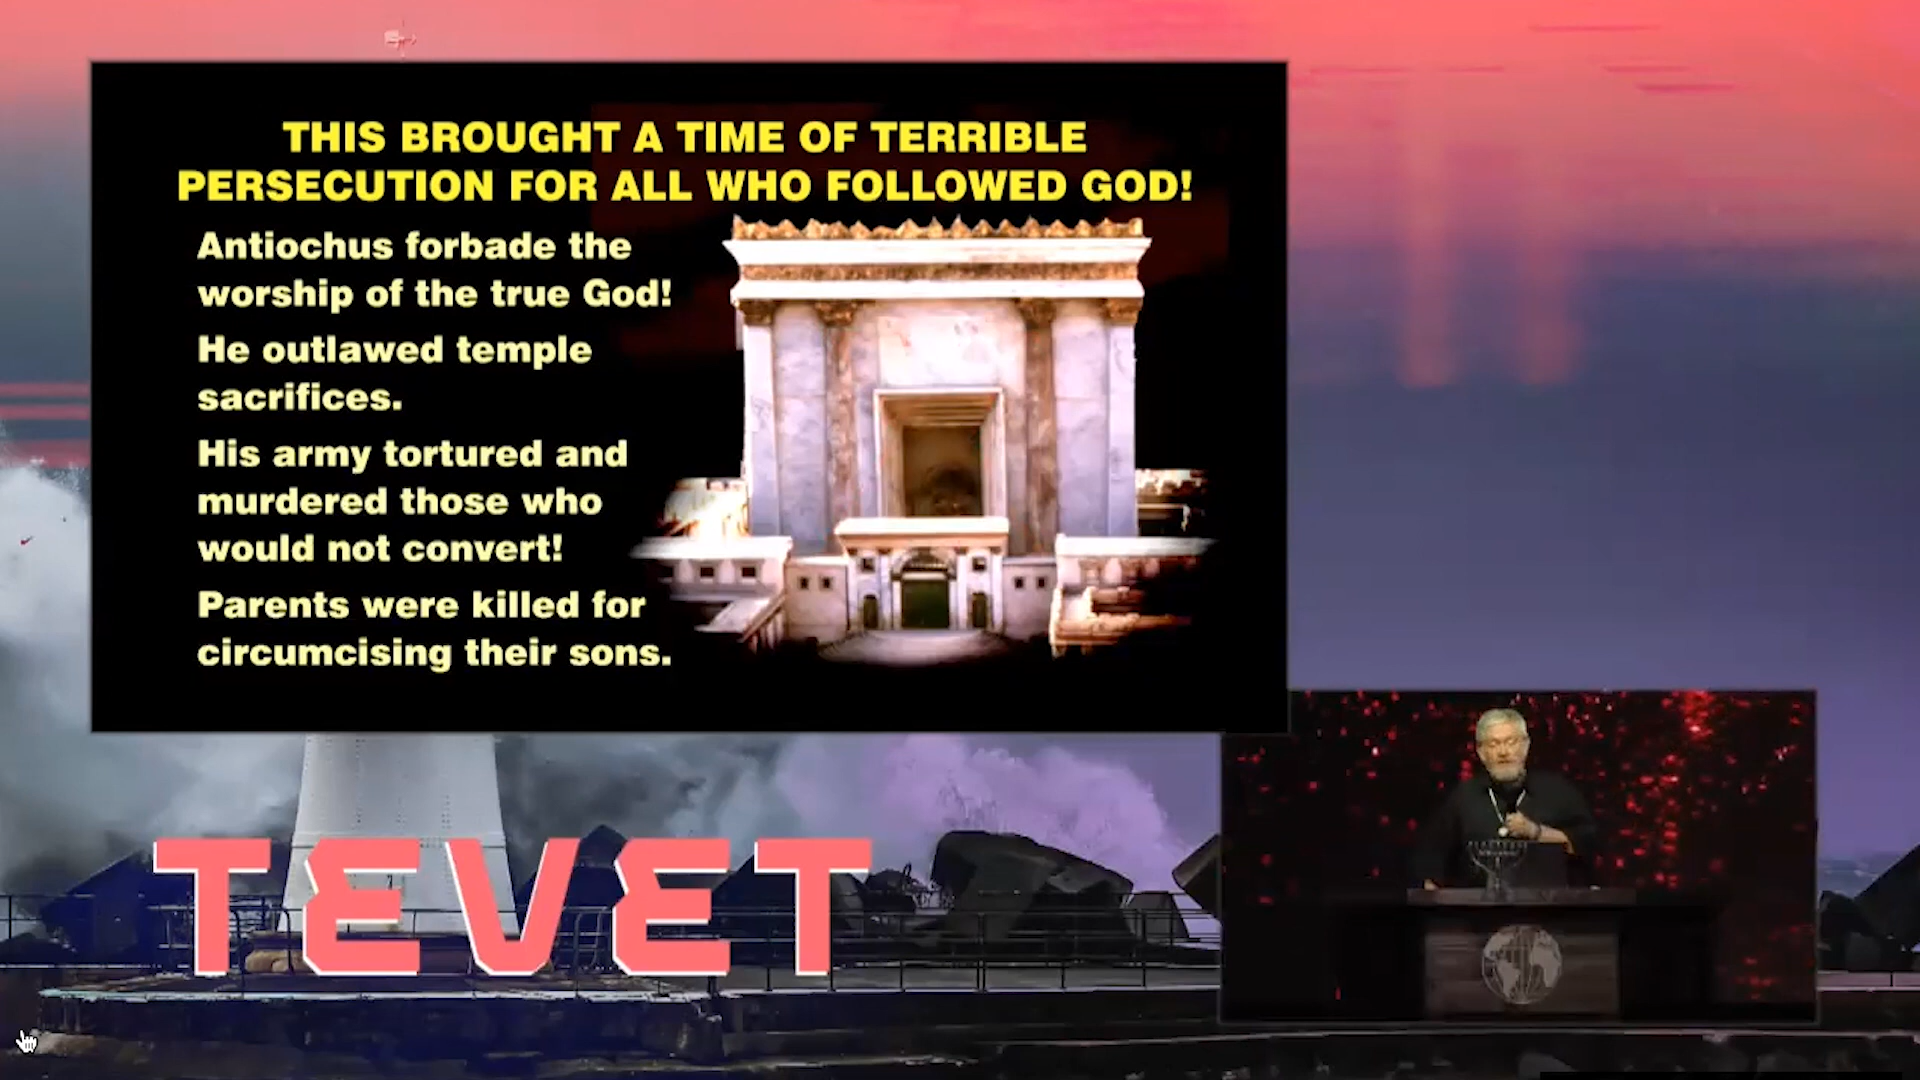 THIS BROUGHT A TIME OF TERRIBLE
PERSECUTION FOR ALL WHO FOLLOWED GOD!
Antiochus forbade the
worship of the true God!
He outlawed temple
sacrifices.
His army tortured and
murdered those who
would not convert!
Parents were killed for
circumcising their sons.
TEVET